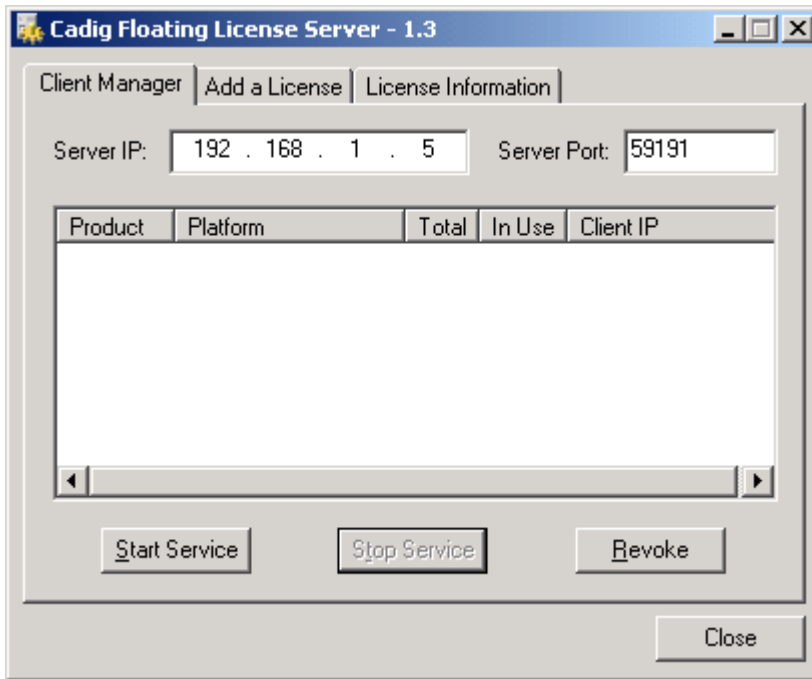 Cadig Floating License Server - 1.3
Client Manager Add a License License Information
Server IP: 192 . 168 . 1 . 5 Server Port: 59191
Product Platform Total In Use Client IP
Start Service Stop Service Revoke
Close